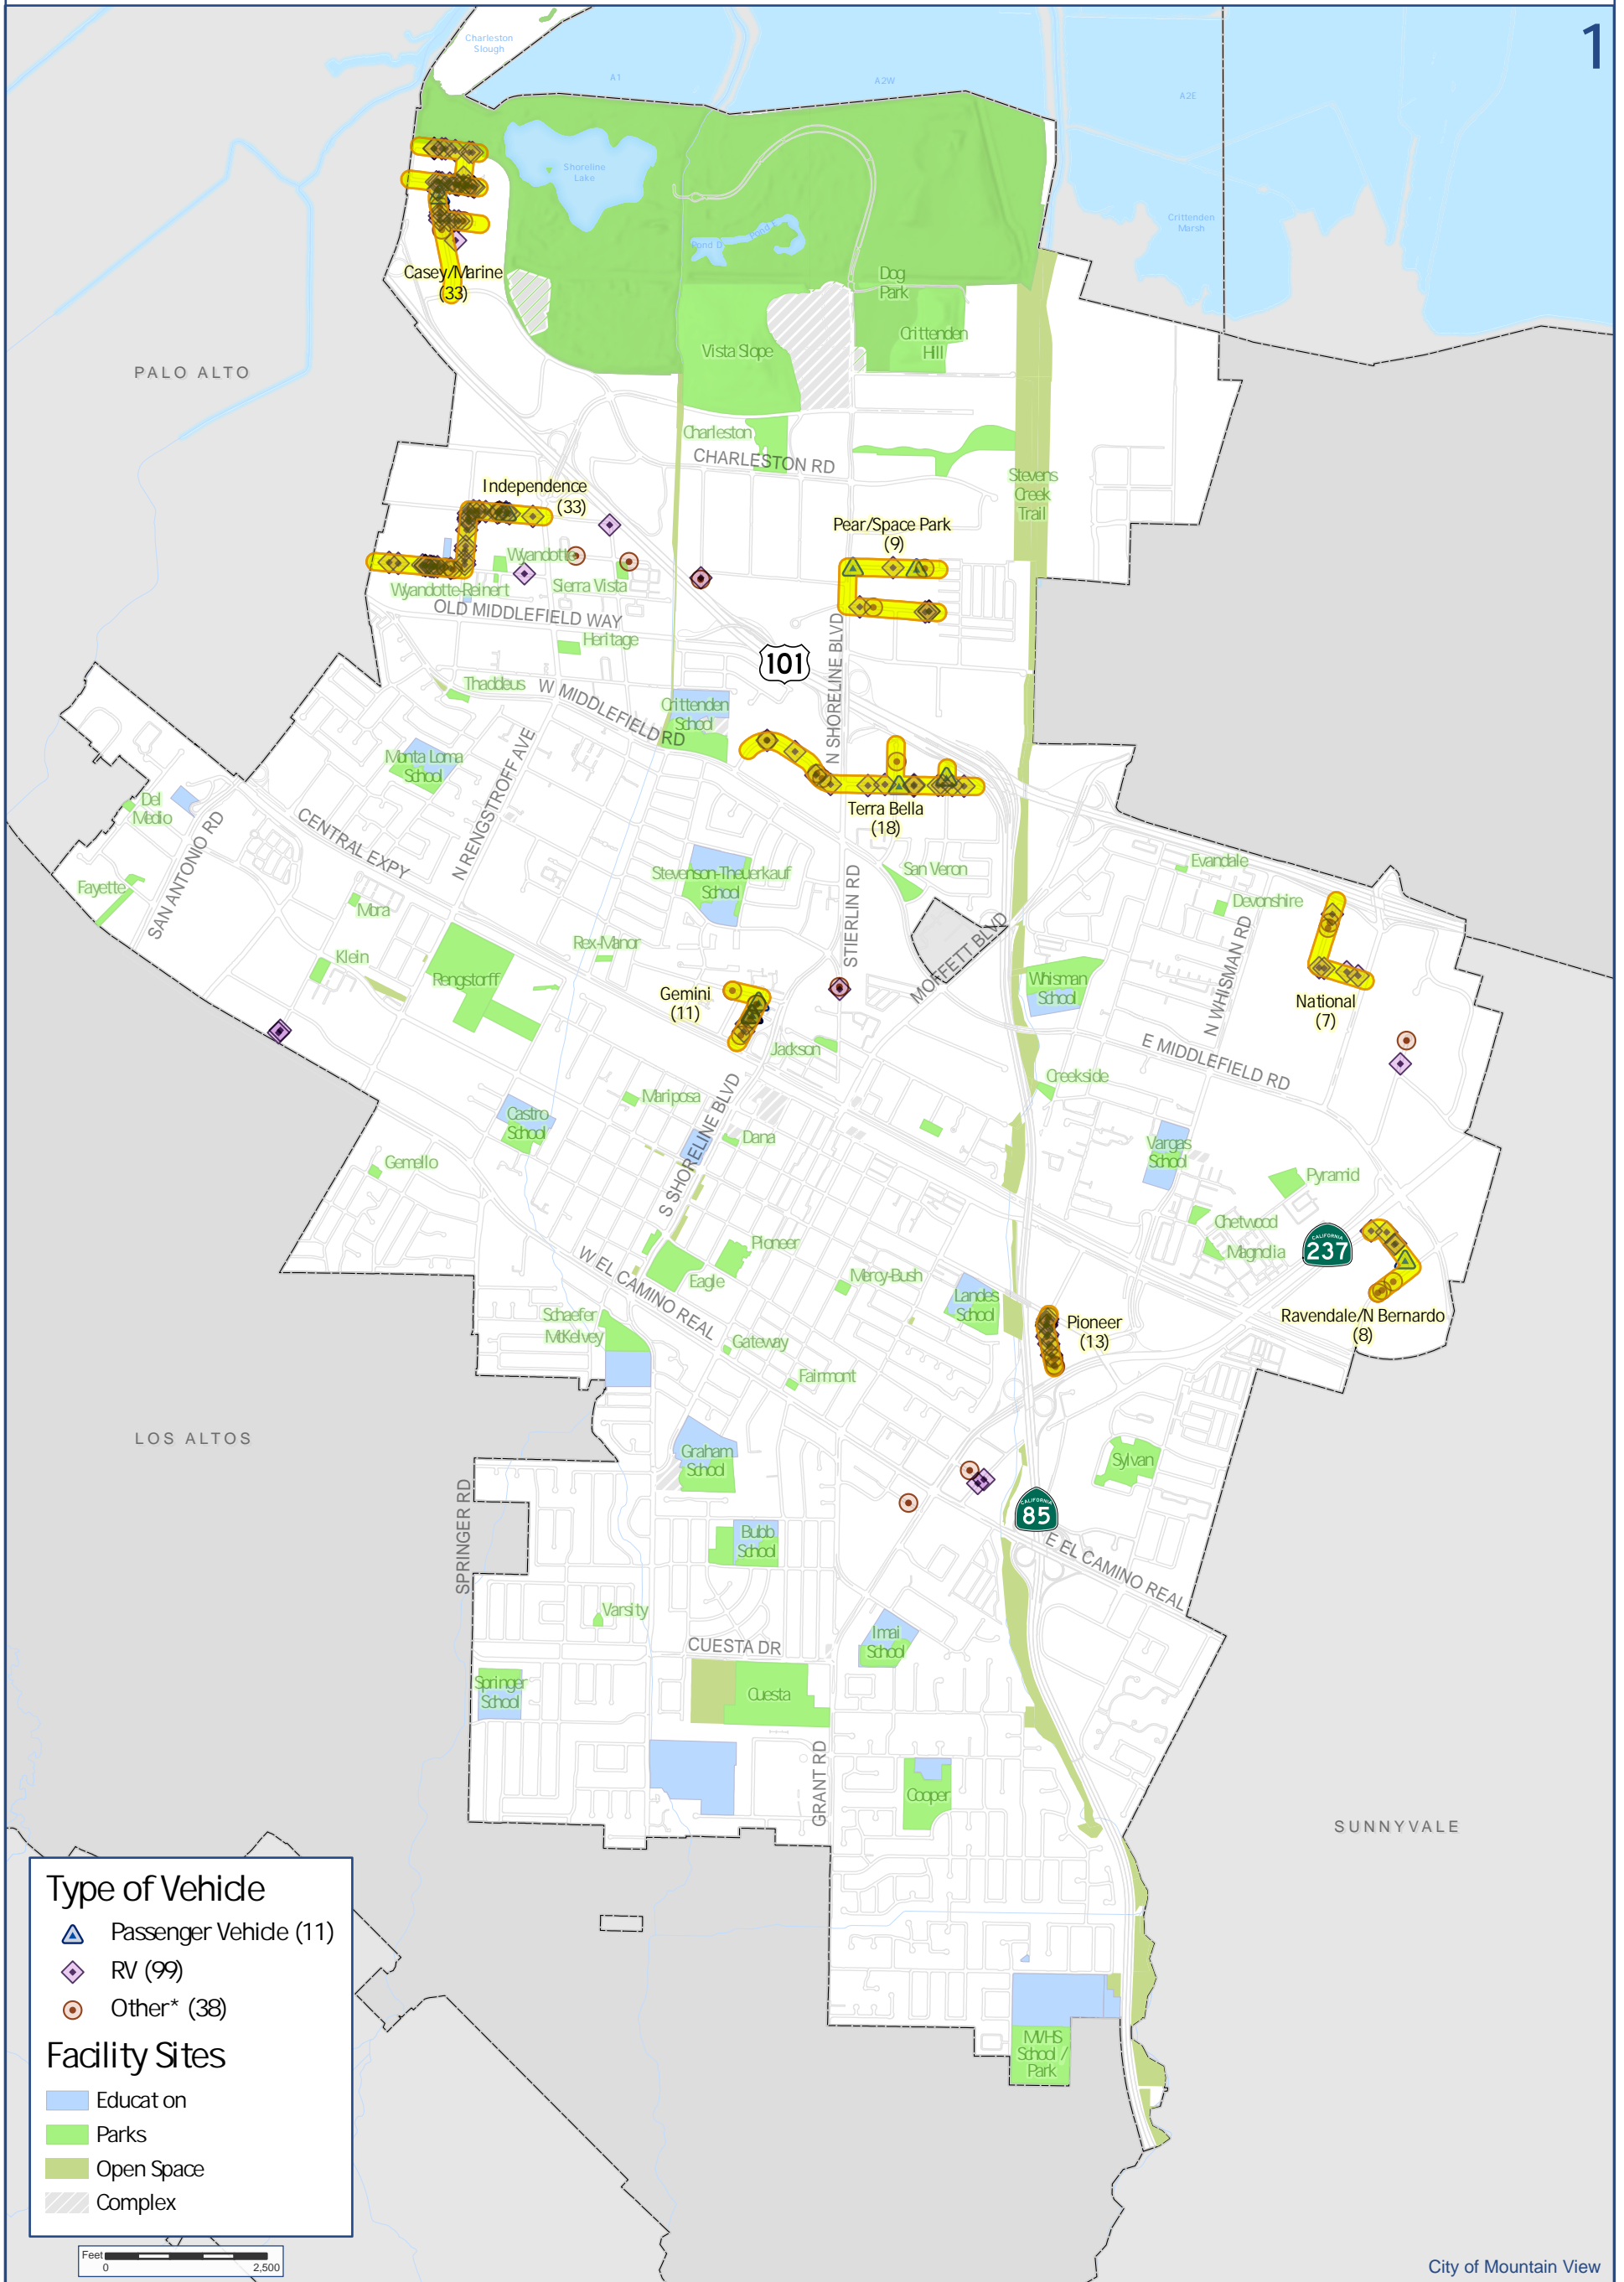 1
Charleston
Slough
A1
A2W
A2E
Shoreline
Lake
Crittenden
Marsh
Pond D
Pond
Casey/Marine
(33)
Dog
Park
Crittenden
Hill
Vista Slope
PALO ALTO
Charleston
CHARLESTON RD
Stevens
Creek
Trail
Independence
(33)
Pear/Space Park
(9)
Wyandotte
Sierra Vista
Wyandotte-Reinert
OLD MIDDLEFIELD WAY
Heritage
N SHORELINE BLVD
101
Thaddeus
W MIDDLEFIELD RD
Crittenden
School
Monta Loma
School
N RENGSTROFF AVE
Del
Medio
Terra Bella
(18)
SAN ANTONIO RD
CENTRAL EXPY
Stevenson-Theuerkauf
School
San Veron
Evandale
Fayette
Mora
STIERLIN RD
Devonshire
Rex-Manor
MOFFETT BLVD
N WHISMAN RD
Klein
Rengstorff
Whisman
School
Gemini
(11)
National
(7)
Jackson
E MIDDLEFIELD RD
Creekside
Mariposa
Castro
School
Dana
S SHORELINE BLVD
Vargas
School
Gemello
Pyramid
Chetwood
Magnolia
CALIFORNIA
237
Pioneer
W EL CAMINO REAL
Eagle
Mercy-Bush
Landes
School
Schaefer
McKelvey
Gateway
Pioneer
(13)
Ravendale/N Bernardo
(8)
Fairmont
LOS ALTOS
Graham
School
Sylvan
SPRINGER RD
CALIFORNIA
85
Bubb
School
E EL CAMINO REAL
Varsity
Imai
School
CUESTA DR
Springer
School
Cuesta
GRANT RD
Cooper
SUNNYVALE
MVHS
School /
Park
Type of Vehicle
Passenger Vehicle (11)
RV (99)
Other* (38)
Facility Sites
Educat on
Parks
Open Space
Complex
Feet
0 2,500
City of Mountain View